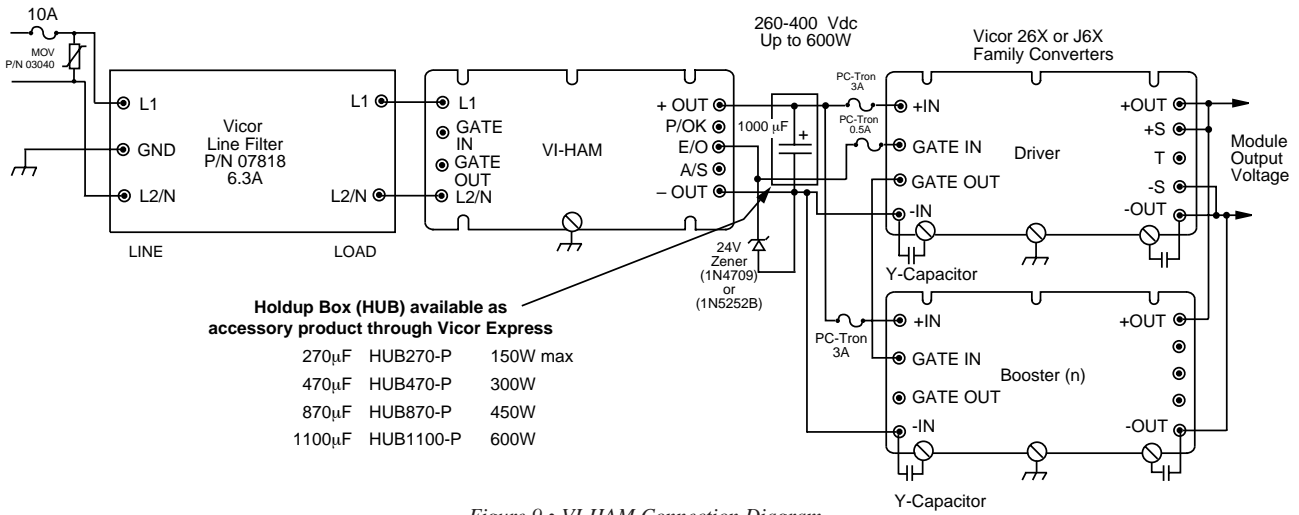 10A
MOV
P/N 03040
L1
GND
L2/N
Vicor
Line Filter
P/N 07818
6.3A
L1
L2/N
LINE
LOAD
L1
GATE
IN
GATE
OUT
L2/N
VI-HAM
+ OUT
P/OK
E/O
A/S
– OUT
260-400 Vdc
Up to 600W
1000 µF
+
24V
Zener
(1N4709)
or
(1N5252B)
PC-Tron
3A
PC-Tron
0.5A
Vicor 26X or J6X
Family Converters
+IN
GATE IN
GATE OUT
-IN
Driver
+OUT
+S
T
-S
-OUT
Module
Output
Voltage
Y-Capacitor
PC-Tron
3A
+IN
GATE IN
GATE OUT
-IN
Booster (n)
+OUT
-OUT
Y-Capacitor
Holdup Box (HUB) available as
accessory product through Vicor Express
270µF HUB270-P 150W max
470µF HUB470-P 300W
870µF HUB870-P 450W
1100µF HUB1100-P 600W
Figure 9 • VI-HAM Connection Diagram